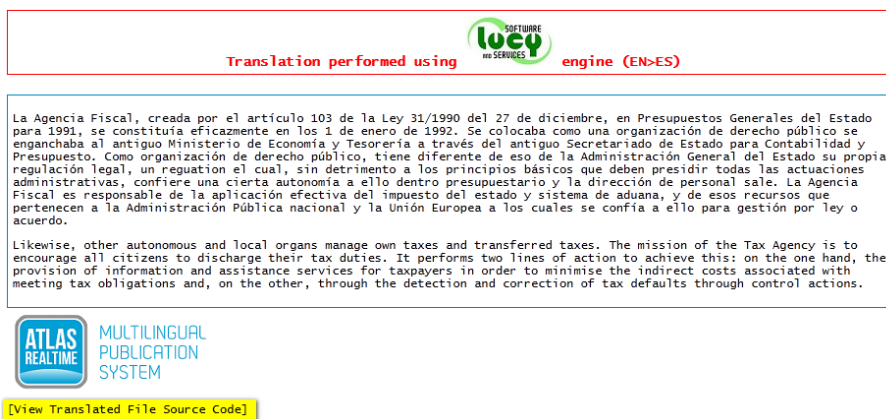 SOFTWARE
lucy
AND SERVICES
Translation performed using engine (EN>ES)
La Agencia Fiscal, creada por el artículo 103 de la Ley 31/1990 del 27 de diciembre, en Presupuestos Generales del Estado
para 1991, se constituía eficazmente en los 1 de enero de 1992. Se colocaba como una organización de derecho público se
enganchaba al antiguo Ministerio de Economía y Tesorería a través del antiguo Secretariado de Estado para Contabilidad y
Presupuesto. Como organización de derecho público, tiene diferente de eso de la Administración General del Estado su propia
regulación legal, un reguation el cual, sin detrimento a los principios básicos que deben presidir todas las actuaciones
administrativas, confiere una cierta autonomía a ello dentro presupuestario y la dirección de personal sale. La Agencia
Fiscal es responsable de la aplicación efectiva del impuesto del estado y sistema de aduana, y de esos recursos que
pertenecen a la Administración Pública nacional y la Unión Europea a los cuales se confía a ello para gestión por ley o
acuerdo.
Likewise, other autonomous and local organs manage own taxes and transferred taxes. The mission of the Tax Agency is to
encourage all citizens to discharge their tax duties. It performs two lines of action to achieve this: on the one hand, the
provision of information and assistance services for taxpayers in order to minimise the indirect costs associated with
meeting tax obligations and, on the other, through the detection and correction of tax defaults through control actions.
ATLAS
REALTIME
MULTILINGUAL
PUBLICATION
SYSTEM
[View Translated File Source Code]